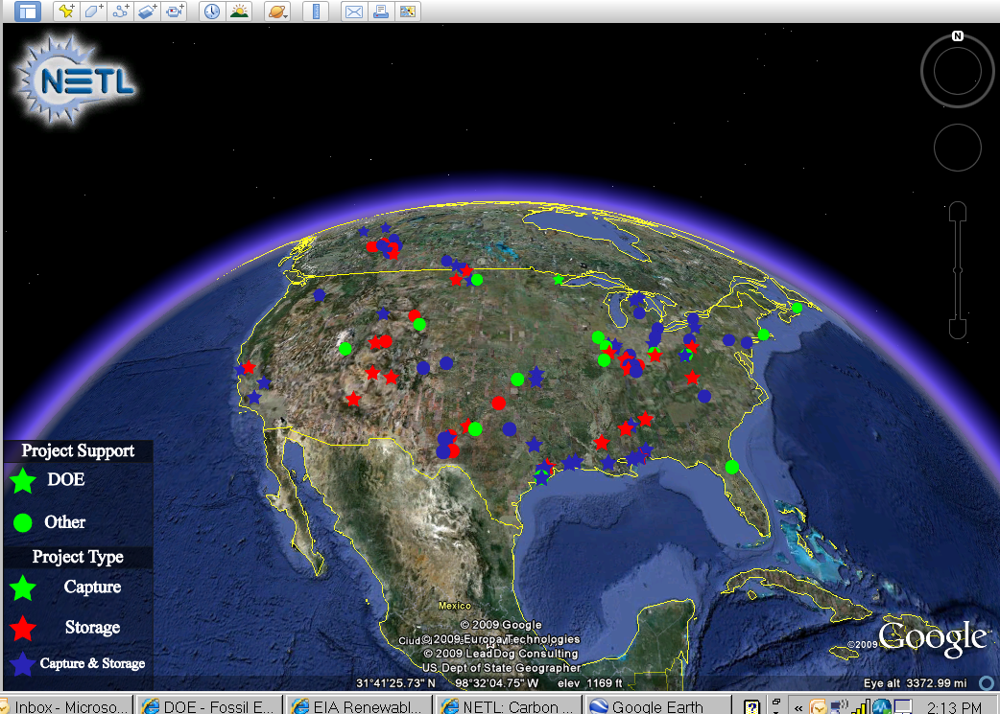 N
NETL
Project Support
DOE
Other
Project Type
Capture
Storage
Capture & Storage
Mexico
© 2009 Google
© 2009 Europa Technologies
© 2009 LeadDog Consulting
US Dept of State Geographer
©2009 Google
31°41'25.73" N 98°32'04.75" W elev 1169 ft
Eye alt 3372.99 mi
Inbox - Microso...
DOE - Fossil E...
EIA Renewabl...
NETL: Carbon ...
Google Earth
?
«
2:13 PM